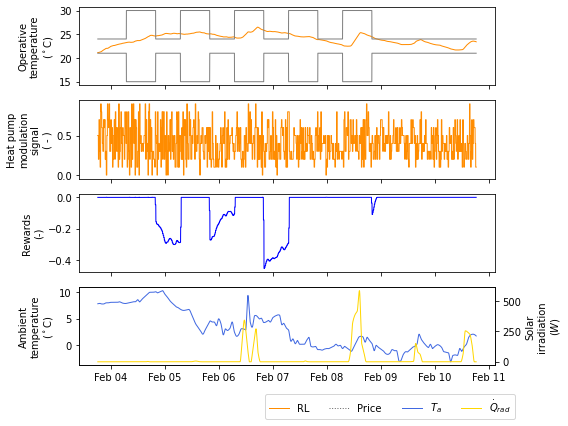 Operative
temperature
(°C)
30
25
20
15
Heat pump
modulation
signal
( - )
0.5
0.0
Rewards
(-)
0.0
−0.2
−0.4
Ambient
temperature
(°C)
10
5
0
Solar
irradiation
(W)
500
250
0
Feb 04 Feb 05 Feb 06 Feb 07 Feb 08 Feb 09 Feb 10 Feb 11
RL Price T_a Q̇_rad